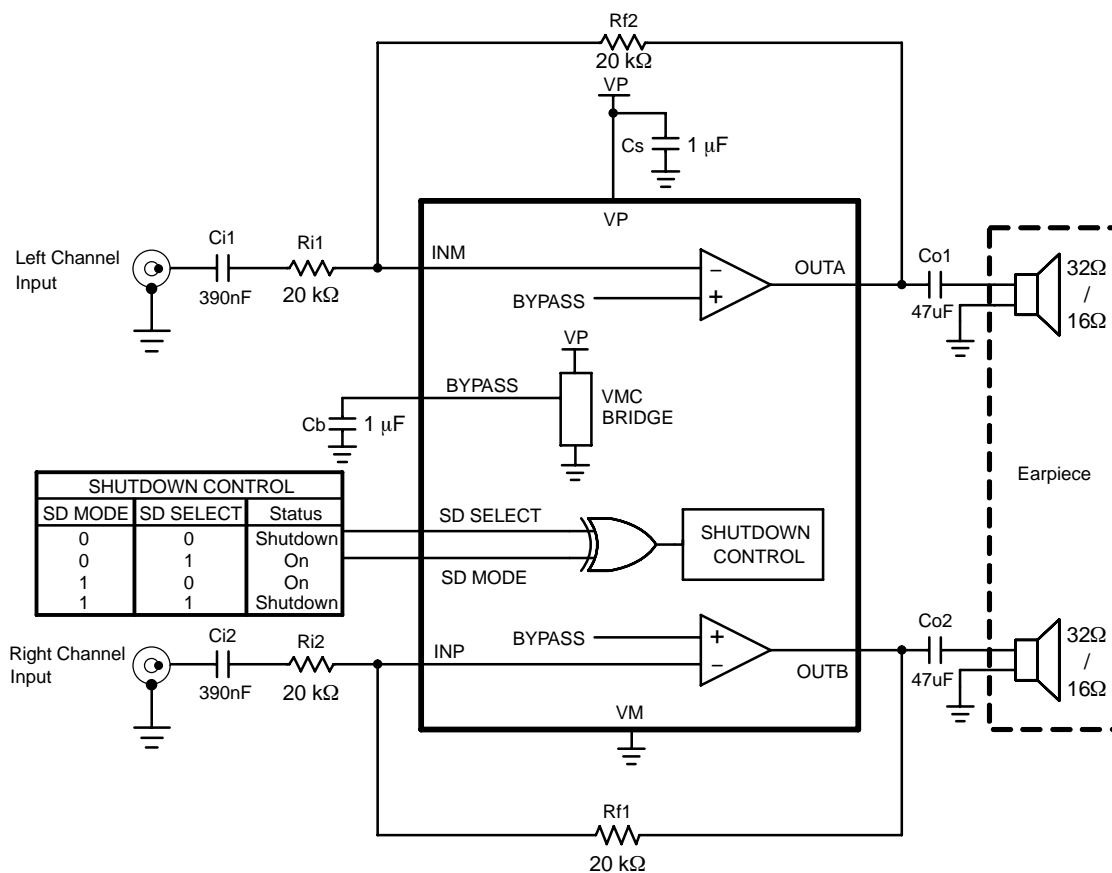 Rf2
20 kΩ
VP
Cs
1 μF
VP
Left Channel
Input
Ci1
390nF
Ri1
20 kΩ
INM
BYPASS
−
+
OUTA
Co1
47uF
32Ω
/
16Ω
VP
BYPASS
VMC
BRIDGE
Cb
1 μF
Earpiece
SHUTDOWN CONTROL
SD MODE SD SELECT Status
0 0 Shutdown
0 1 On
1 0 On
1 1 Shutdown
SD SELECT
SD MODE
SHUTDOWN
CONTROL
Right Channel
Input
Ci2
390nF
Ri2
20 kΩ
INP
BYPASS
+
−
OUTB
Co2
47uF
32Ω
/
16Ω
VM
Rf1
20 kΩ